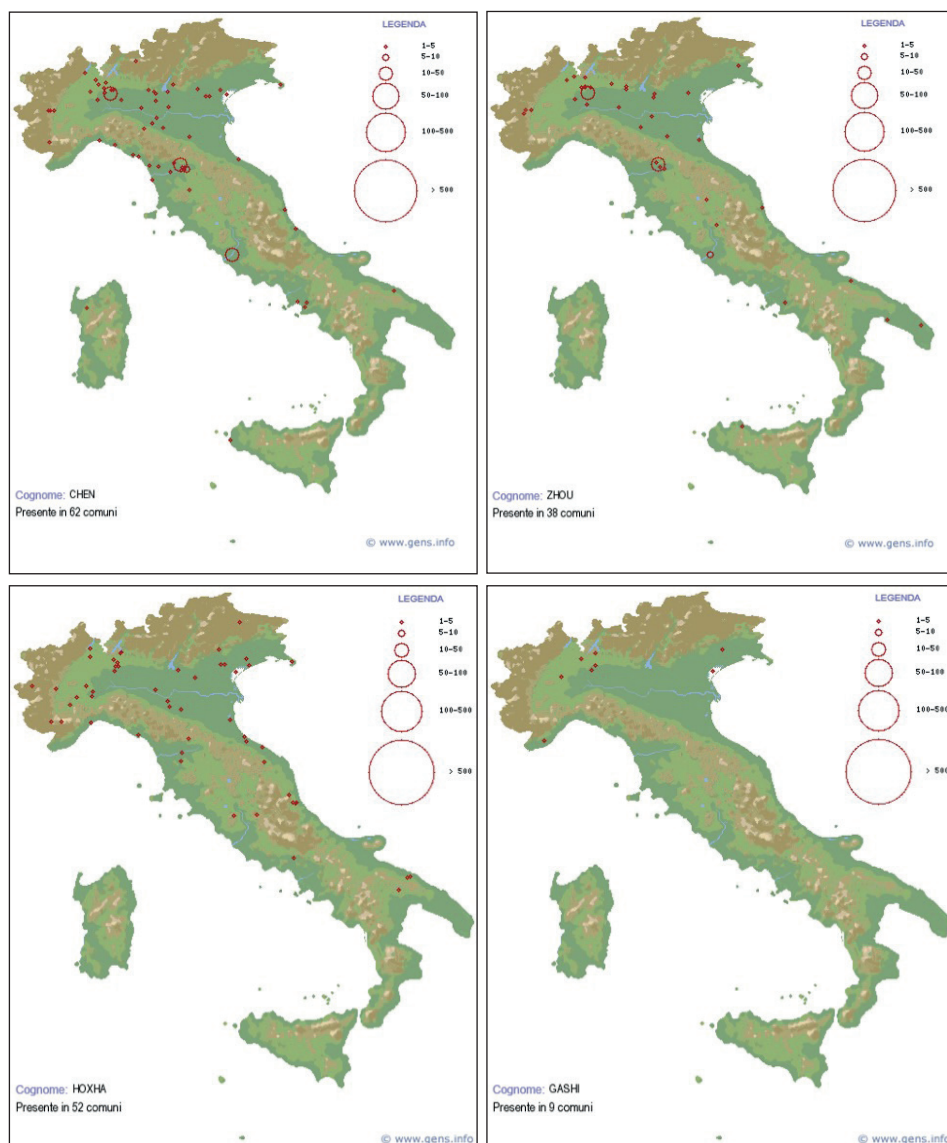 LEGENDA
1-5
5-10
10-50
50-100
100-500
> 500
Cognome: CHEN
Presente in 62 comuni
© www.gens.info
LEGENDA
1-5
5-10
10-50
50-100
100-500
> 500
Cognome: ZHOU
Presente in 38 comuni
© www.gens.info
LEGENDA
1-5
5-10
10-50
50-100
100-500
> 500
Cognome: HOXHA
Presente in 52 comuni
© www.gens.info
LEGENDA
1-5
5-10
10-50
50-100
100-500
> 500
Cognome: GASHI
Presente in 9 comuni
© www.gens.info